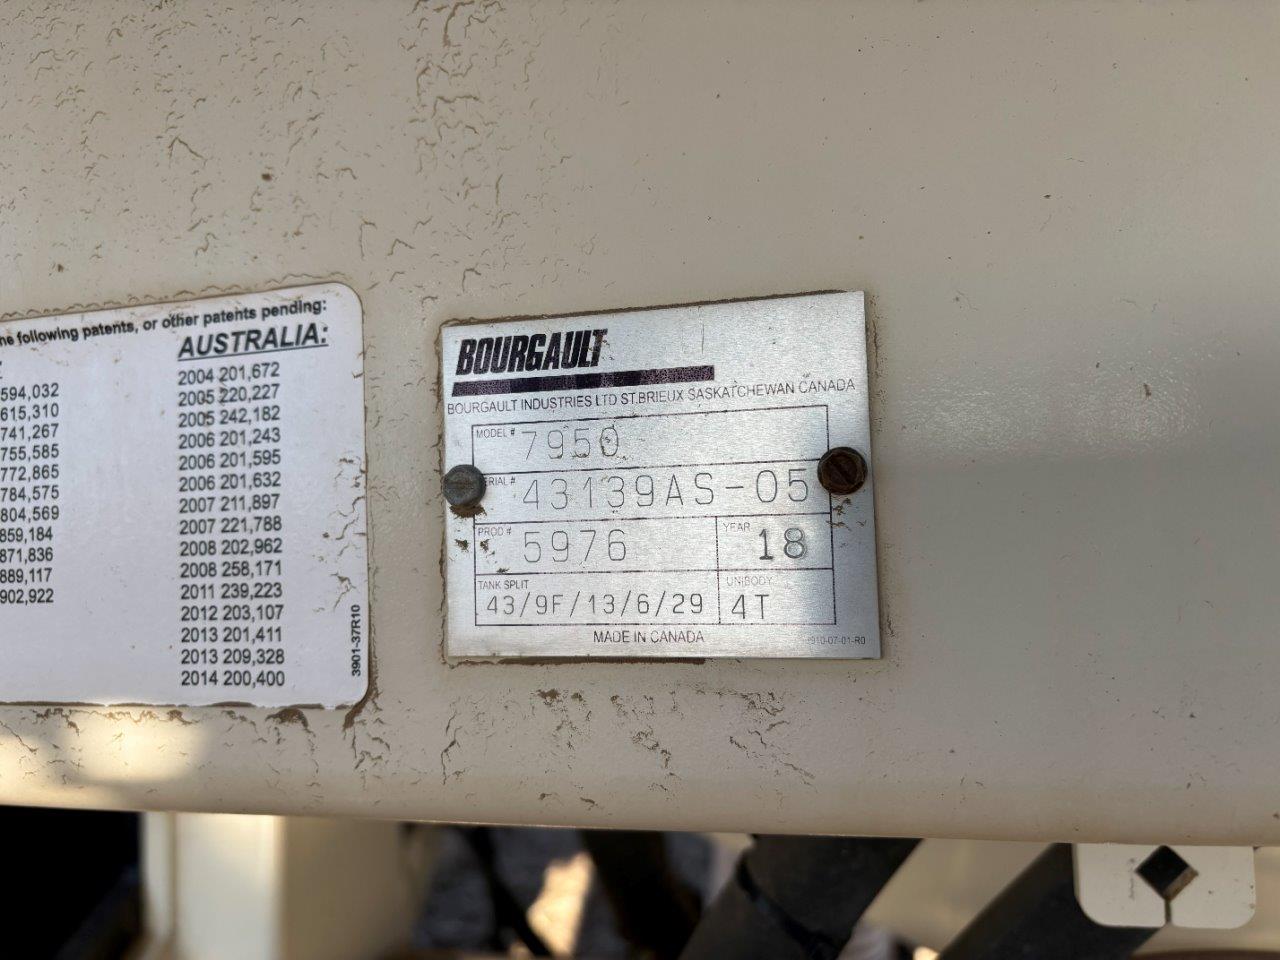 he following patents, or other patents pending:
AUSTRALIA:
594,032
615,310
741,267
755,585
772,865
784,575
804,569
859,184
871,836
889,117
902,922
2004 201,672
2005 220,227
2005 242,182
2006 201,243
2006 201,595
2006 201,632
2007 211,897
2007 221,788
2008 202,962
2008 258,171
2011 239,223
2012 203,107
2013 201,411
2013 209,328
2014 200,400
3901-37R10
BOURGAULT
BOURGAULT INDUSTRIES LTD ST.BRIEUX SASKATCHEWAN CANADA
MODEL # 7950
ERIAL # 43139AS-05
PROD # 5976 YEAR 18
TANK SPLIT UNIBODY
43/9F/13/6/29 4T
MADE IN CANADA